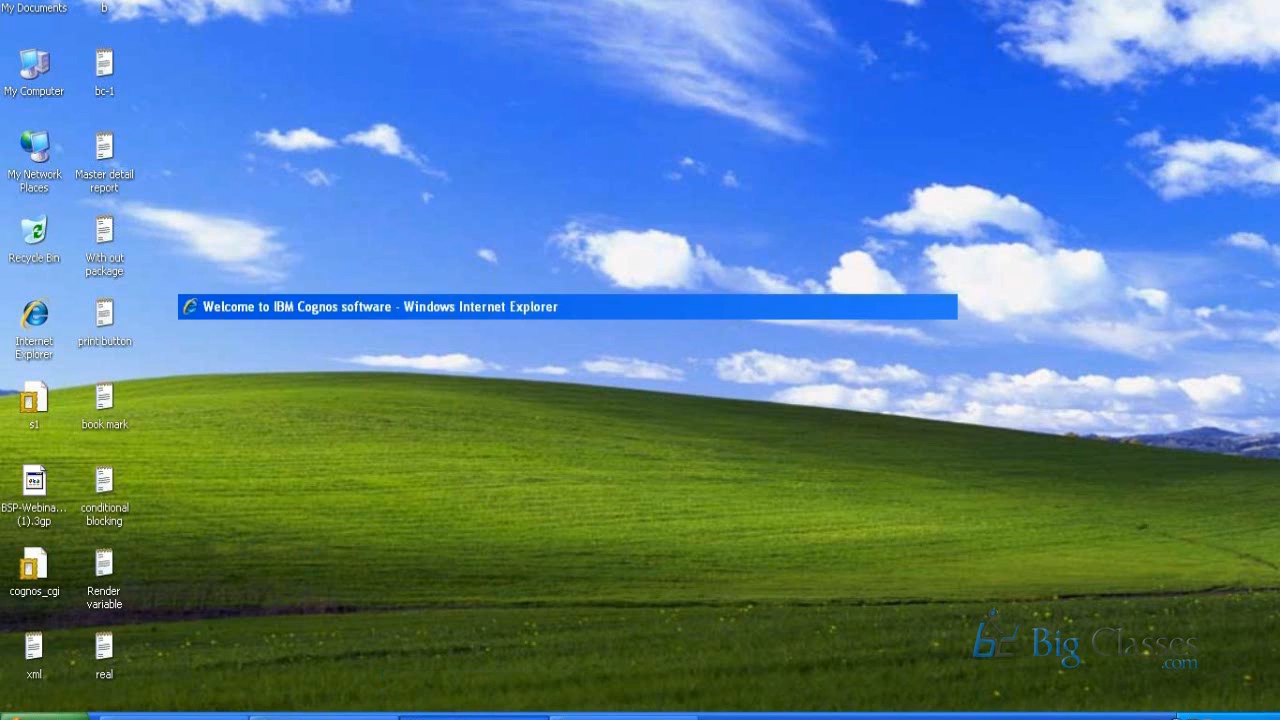 My Documents
b
My Computer
bc-1
My Network
Places
Master detail
report
Recycle Bin
With out
package
Internet
Explorer
print button
Welcome to IBM Cognos software - Windows Internet Explorer
s1
book mark
BSP-Webina...
(1).3gp
conditional
blocking
cognos_cgi
Render
variable
xml
real
Big Classes
.com